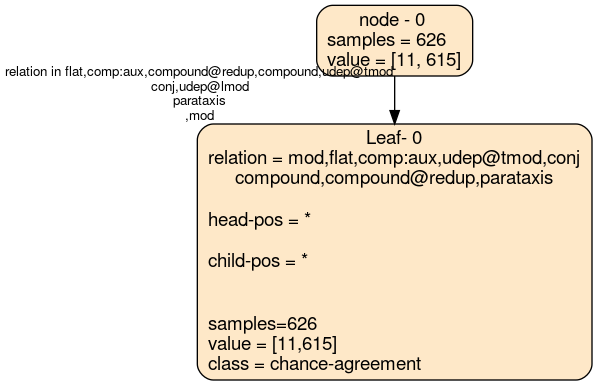 node - 0
samples = 626
value = [11, 615]
relation in flat,comp:aux,compound@redup,compound,udep@tmod
conj,udep@lmod
parataxis
,mod
Leaf- 0
relation = mod,flat,comp:aux,udep@tmod,conj
compound,compound@redup,parataxis
head-pos = *
child-pos = *
samples=626
value = [11,615]
class = chance-agreement